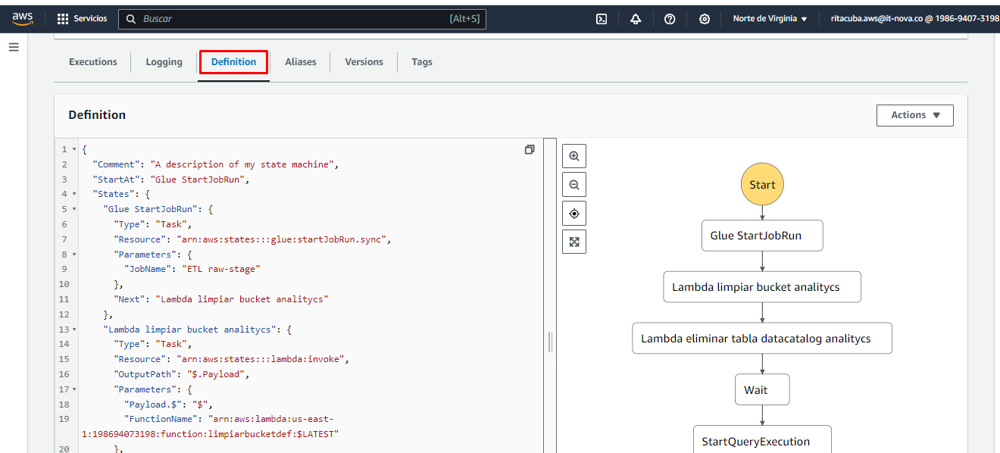 aws Servicios Buscar [Alt+S] Norte de Virginia ritacuba.aws@it-nova.co @ 1986-9407-3198
Executions Logging Definition Aliases Versions Tags
Definition
Actions
1 {
2 "Comment": "A description of my state machine",
3 "StartAt": "Glue StartJobRun",
4 "States": {
5 "Glue StartJobRun": {
6 "Type": "Task",
7 "Resource": "arn:aws:states:::glue:startJobRun.sync",
8 "Parameters": {
9 "JobName": "ETL raw-stage"
10 },
11 "Next": "Lambda limpiar bucket analitycs"
12 },
13 "Lambda limpiar bucket analitycs": {
14 "Type": "Task",
15 "Resource": "arn:aws:states:::lambda:invoke",
16 "OutputPath": "$.Payload",
17 "Parameters": {
18 "Payload.$": "$",
19 "FunctionName": "arn:aws:lambda:us-east-
1:198694073198:function:limpiarbucketdef:$LATEST"
20 },
Start
Glue StartJobRun
Lambda limpiar bucket analitycs
Lambda eliminar tabla datacatalog analitycs
Wait
StartQueryExecution